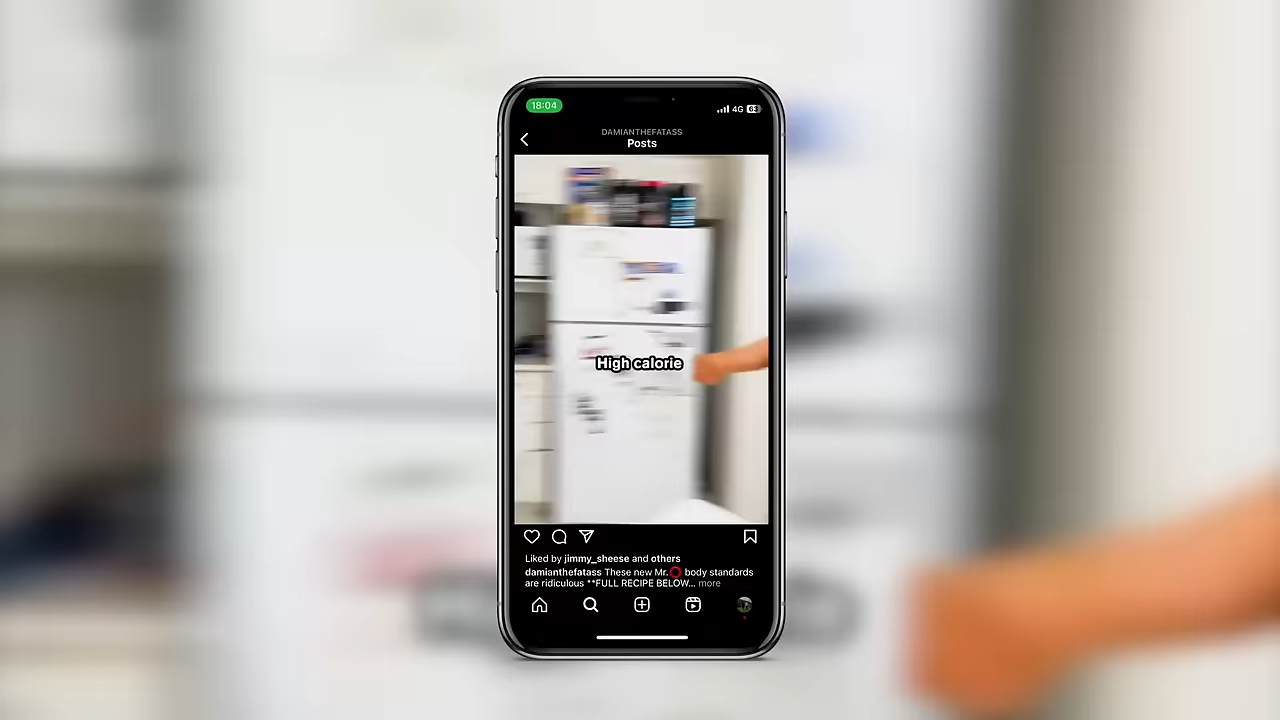 18:04
4G 63
DAMIANTHEFATASS
Posts
High calorie
Liked by jimmy_sheese and others
damianthefatass These new Mr.⭕ body standards
are ridiculous **FULL RECIPE BELOW... more